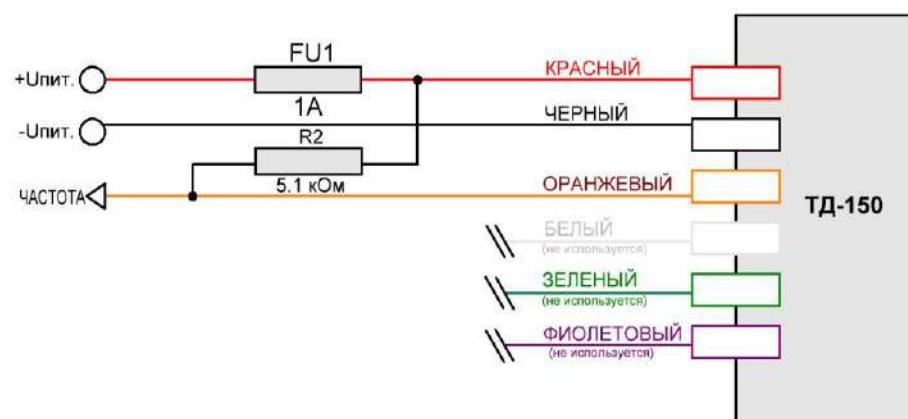 FU1
+Uпит.
КРАСНЫЙ
1А
-Uпит.
ЧЕРНЫЙ
R2
5.1 кОм
ЧАСТОТА
ОРАНЖЕВЫЙ
ТД-150
БЕЛЫЙ
(не используется)
ЗЕЛЕНЫЙ
(не используется)
ФИОЛЕТОВЫЙ
(не используется)